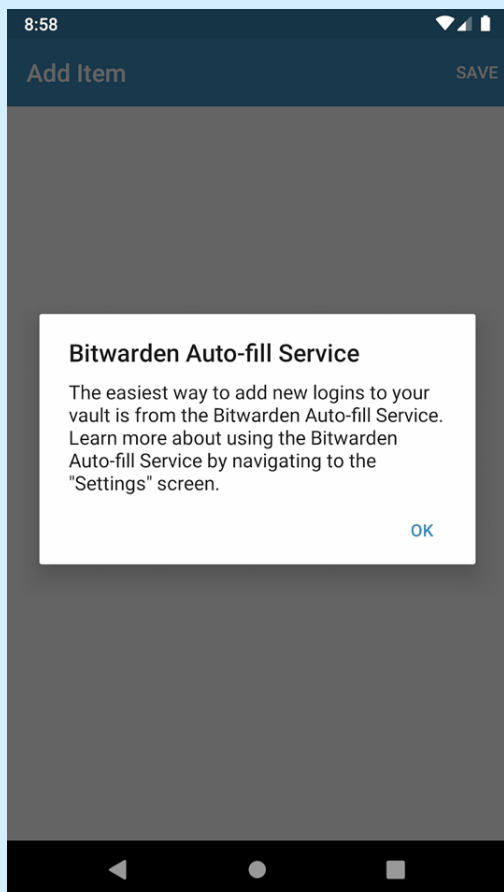 8:58
Add Item
SAVE
Bitwarden Auto-fill Service
The easiest way to add new logins to your
vault is from the Bitwarden Auto-fill Service.
Learn more about using the Bitwarden
Auto-fill Service by navigating to the
"Settings" screen.
OK